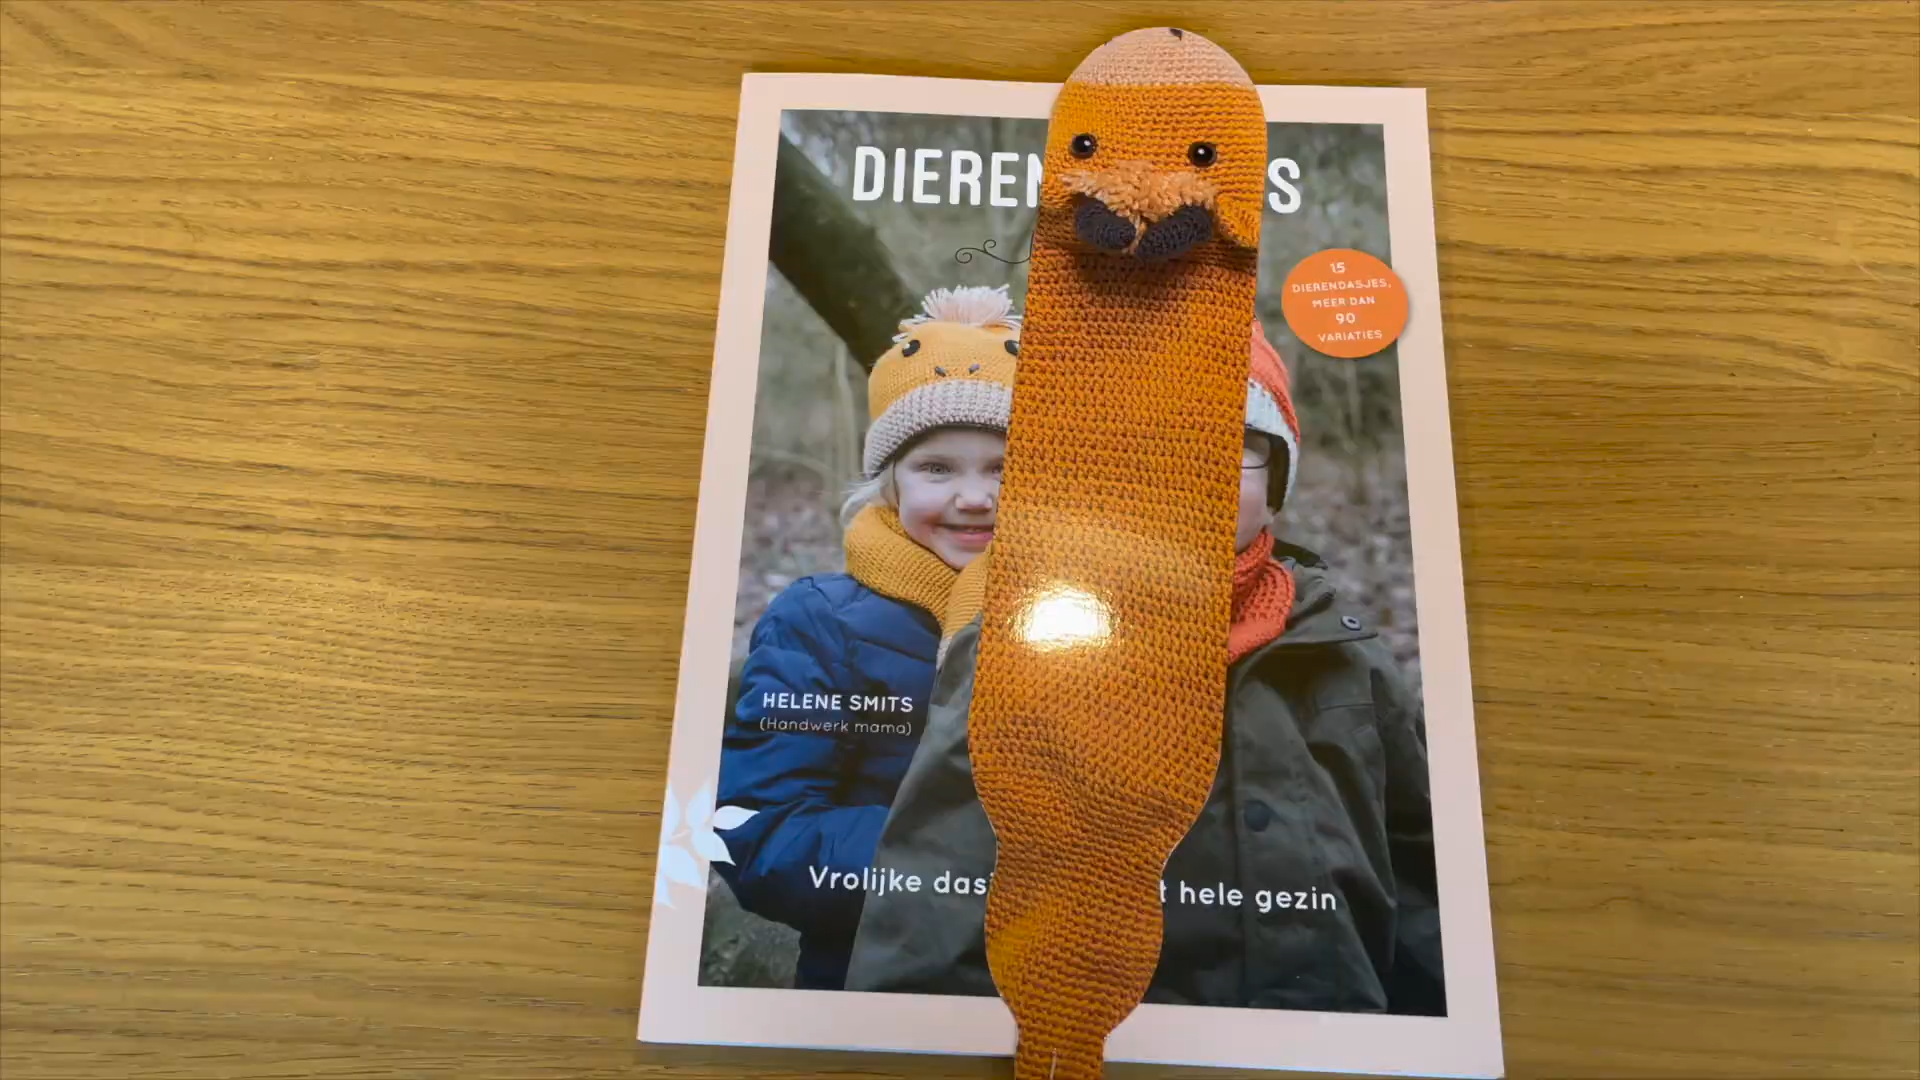 DIEREN S
15
DIERENDASJES,
MEER DAN
90
VARIATIES
HELENE SMITS
(Handwerk mama)
Vrolijke das t hele gezin